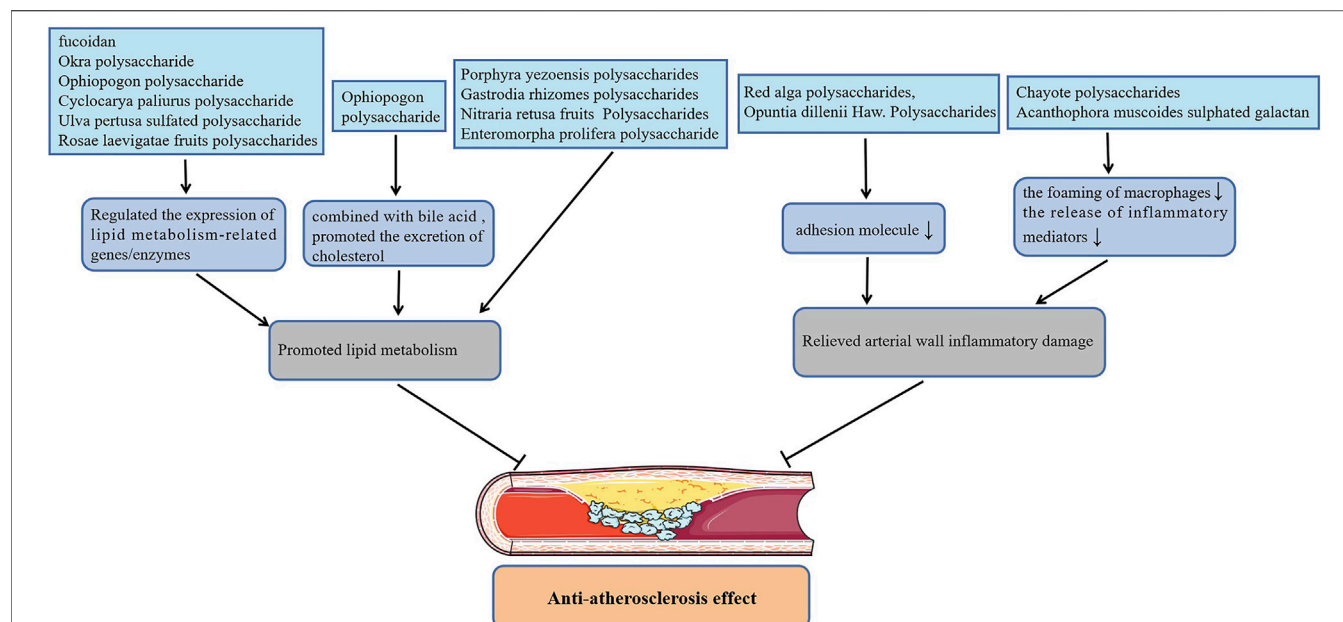 fucoidan
Okra polysaccharide
Ophiopogon polysaccharide
Cyclocarya paliurus polysaccharide
Ulva pertusa sulfated polysaccharide
Rosae laevigatae fruits polysaccharides
Ophiopogon
polysaccharide
Porphyra yezoensis polysaccharides
Gastrodia rhizomes polysaccharides
Nitraria retusa fruits Polysaccharides
Enteromorpha prolifera polysaccharide
Red alga polysaccharides,
Opuntia dillenii Haw. Polysaccharides
Chayote polysaccharides
Acanthophora muscoides sulphated galactan
Regulated the expression of
lipid metabolism-related
genes/enzymes
combined with bile acid ,
promoted the excretion of
cholesterol
adhesion molecule ↓
the foaming of macrophages ↓
the release of inflammatory
mediators ↓
Promoted lipid metabolism
Relieved arterial wall inflammatory damage
Anti-atherosclerosis effect